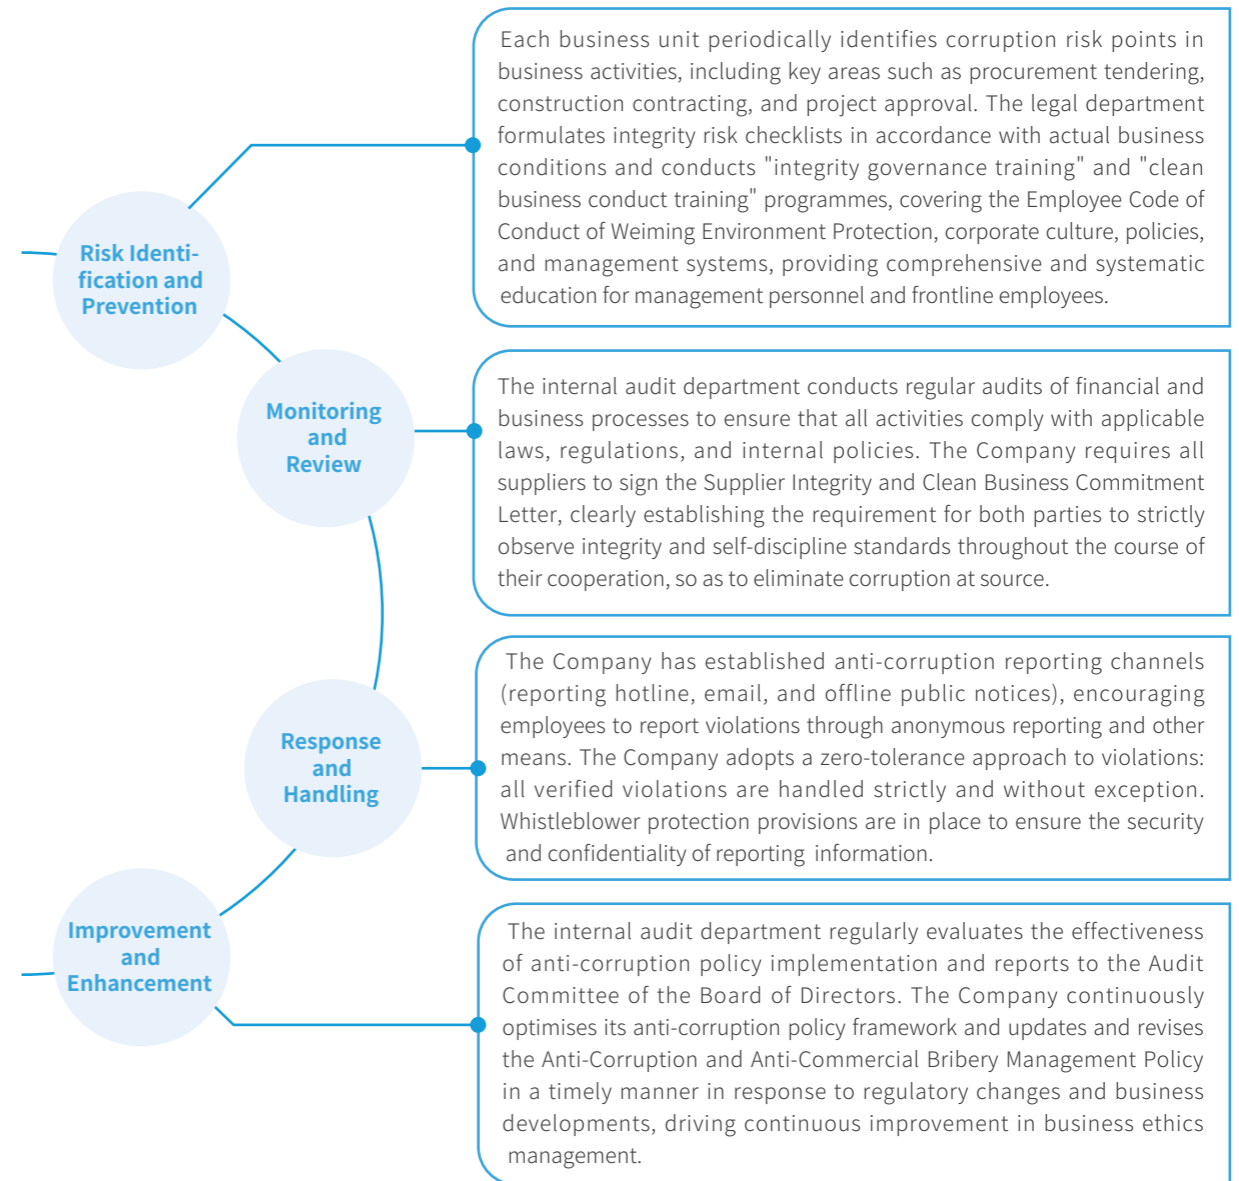 Risk Identi-
fication and
Prevention
Each business unit periodically identifies corruption risk points in
business activities, including key areas such as procurement tendering,
construction contracting, and project approval. The legal department
formulates integrity risk checklists in accordance with actual business
conditions and conducts "integrity governance training" and "clean
business conduct training" programmes, covering the Employee Code of
Conduct of Weiming Environment Protection, corporate culture, policies,
and management systems, providing comprehensive and systematic
education for management personnel and frontline employees.
Monitoring
and
Review
The internal audit department conducts regular audits of financial and
business processes to ensure that all activities comply with applicable
laws, regulations, and internal policies. The Company requires all
suppliers to sign the Supplier Integrity and Clean Business Commitment
Letter, clearly establishing the requirement for both parties to strictly
observe integrity and self-discipline standards throughout the course of
their cooperation, so as to eliminate corruption at source.
Response
and
Handling
The Company has established anti-corruption reporting channels
(reporting hotline, email, and offline public notices), encouraging
employees to report violations through anonymous reporting and other
means. The Company adopts a zero-tolerance approach to violations:
all verified violations are handled strictly and without exception.
Whistleblower protection provisions are in place to ensure the security
and confidentiality of reporting information.
Improvement
and
Enhancement
The internal audit department regularly evaluates the effectiveness
of anti-corruption policy implementation and reports to the Audit
Committee of the Board of Directors. The Company continuously
optimises its anti-corruption policy framework and updates and revises
the Anti-Corruption and Anti-Commercial Bribery Management Policy
in a timely manner in response to regulatory changes and business
developments, driving continuous improvement in business ethics
management.